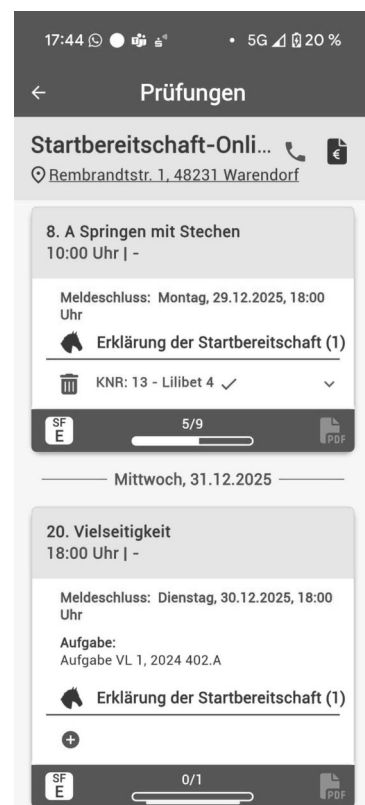 17:44 5G 20 %
Prüfungen
Startbereitschaft-Onli...
€
Rembrandtstr. 1, 48231 Warendorf
8. A Springen mit Stechen
10:00 Uhr | -
Meldeschluss: Montag, 29.12.2025, 18:00
Uhr
Erklärung der Startbereitschaft (1)
KNR: 13 - Lilibet 4
SF
E
5/9
PDF
Mittwoch, 31.12.2025
20. Vielseitigkeit
18:00 Uhr | -
Meldeschluss: Dienstag, 30.12.2025, 18:00
Uhr
Aufgabe:
Aufgabe VL 1, 2024 402.A
Erklärung der Startbereitschaft (1)
SF
E
0/1
PDF